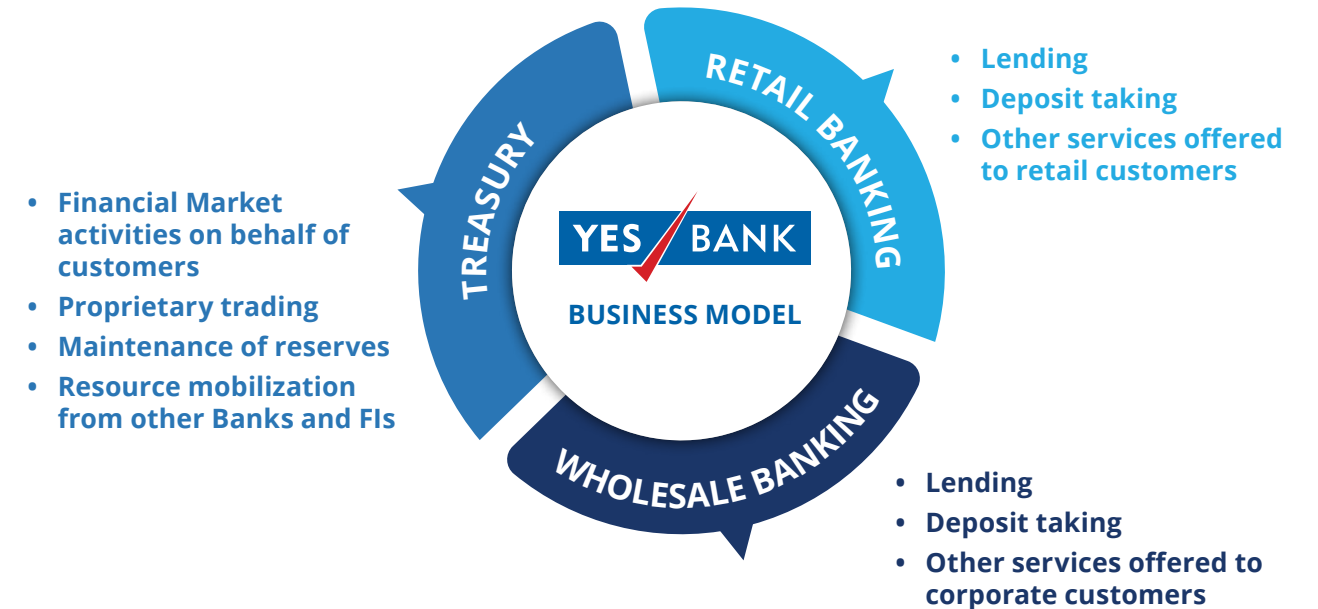 RETAIL BANKING
• Lending
• Deposit taking
• Other services offered
to retail customers
TREASURY
• Financial Market
activities on behalf of
customers
• Proprietary trading
• Maintenance of reserves
• Resource mobilization
from other Banks and FIs
YES BANK
BUSINESS MODEL
WHOLESALE BANKING
• Lending
• Deposit taking
• Other services offered to
corporate customers